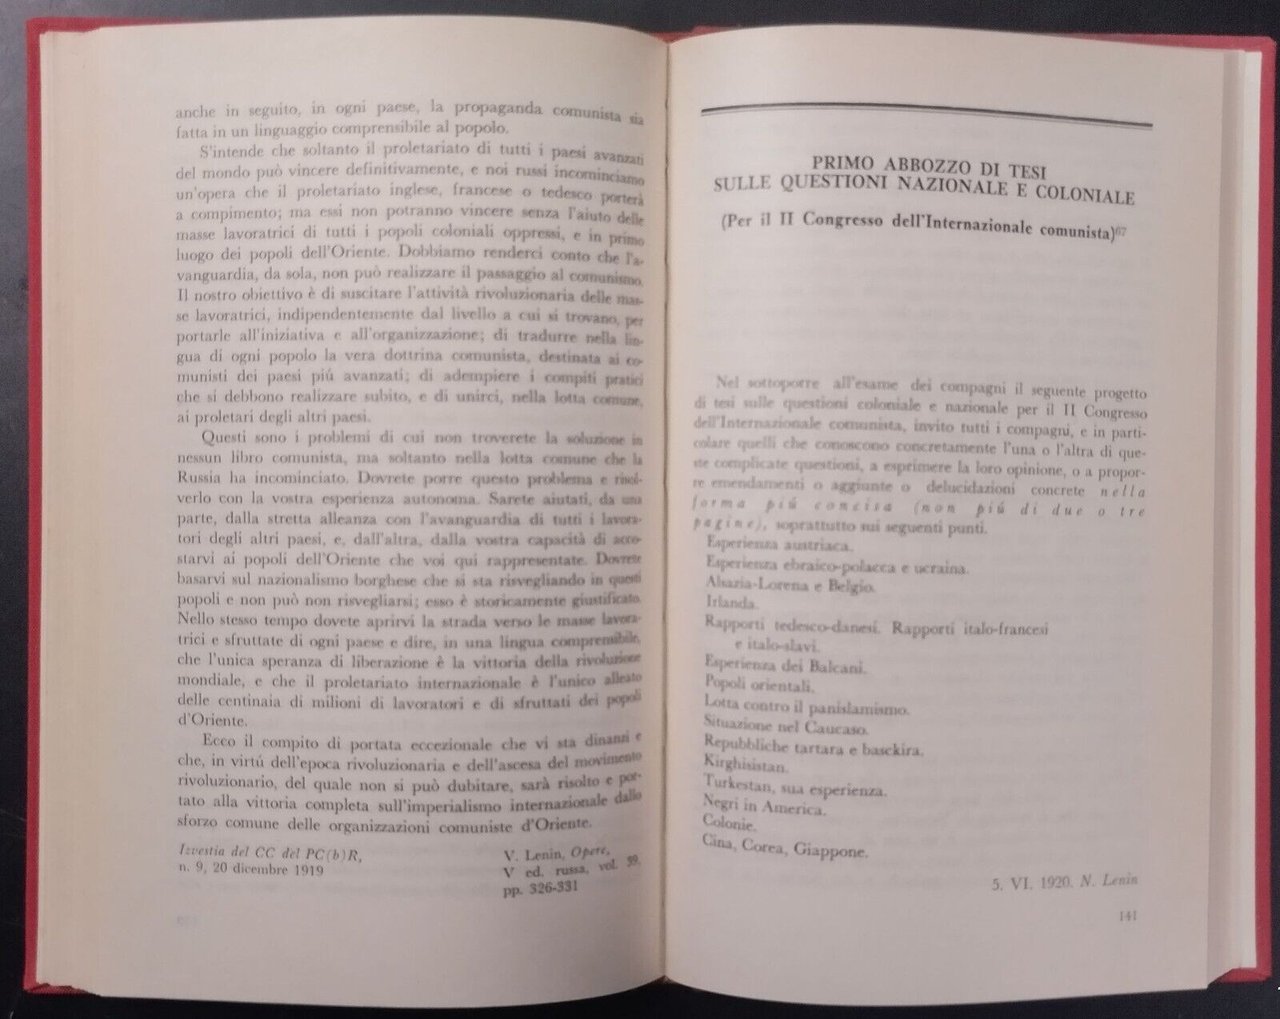 anche in seguito, in ogni paese, la propaganda comunista sia
fatta in un linguaggio comprensibile al popolo.
S'intende che soltanto il proletariato di tutti i paesi avanzati
del mondo può vincere definitivamente, e noi russi incominciamo
un'opera che il proletariato inglese, francese o tedesco porterà
a compimento; ma essi non potranno vincere senza l'aiuto delle
masse lavoratrici di tutti i popoli coloniali oppressi, e in primo
luogo dei popoli dell'Oriente. Dobbiamo renderci conto che l'a-
vanguardia, da sola, non può realizzare il passaggio al comunismo.
Il nostro obiettivo è di suscitare l'attività rivoluzionaria delle mas-
se lavoratrici, indipendentemente dal livello a cui si trovano, per
portarle all'iniziativa e all'organizzazione; di tradurre nella lin-
gua di ogni popolo la vera dottrina comunista, destinata ai co-
munisti dei paesi piú avanzati; di adempiere i compiti pratici
che si debbono realizzare subito, e di unirci, nella lotta comune,
ai proletari degli altri paesi.
Questi sono i problemi di cui non troverete la soluzione in
nessun libro comunista, ma soltanto nella lotta comune che la
Russia ha incominciato. Dovrete porre questo problema e risol-
verlo con la vostra esperienza autonoma. Sarete aiutati, da una
parte, dalla stretta alleanza con l'avanguardia di tutti i lavora-
tori degli altri paesi, e, dall'altra, dalla vostra capacità di acco-
starvi ai popoli dell'Oriente che voi qui rappresentate. Dovrete
basarvi sul nazionalismo borghese che si sta risvegliando in questi
popoli e non può non risvegliarsi; esso è storicamente giustificato.
Nello stesso tempo dovete aprirvi la strada verso le masse lavora-
trici e sfruttate di ogni paese e dire, in una lingua comprensibile,
che l'unica speranza di liberazione è la vittoria della rivoluzione
mondiale, e che il proletariato internazionale è l'unico alleato
delle centinaia di milioni di lavoratori e di sfruttati dei popoli
d'Oriente.
Ecco il compito di portata eccezionale che vi sta dinanzi e
che, in virtú dell'epoca rivoluzionaria e dell'ascesa del movimento
rivoluzionario, del quale non si può dubitare, sarà risolto e por-
tato alla vittoria completa sull'imperialismo internazionale dallo
sforzo comune delle organizzazioni comuniste d'Oriente.
Izvestia del CC del PC(b)R,
n. 9, 20 dicembre 1919
V. Lenin, Opere,
V ed. russa, vol. 39,
pp. 326-331
PRIMO ABBOZZO DI TESI
SULLE QUESTIONI NAZIONALE E COLONIALE
(Per il II Congresso dell'Internazionale comunista)67
Nel sottoporre all'esame dei compagni il seguente progetto
di tesi sulle questioni coloniale e nazionale per il II Congresso
dell'Internazionale comunista, invito tutti i compagni, e in parti-
colare quelli che conoscono concretamente l'una o l'altra di que-
ste complicate questioni, a esprimere la loro opinione, o a propor-
re emendamenti o aggiunte o delucidazioni concrete nella
forma piú concisa (non piú di due o tre
pagine), soprattutto sui seguenti punti.
Esperienza austriaca.
Esperienza ebraico-polacca e ucraina.
Alsazia-Lorena e Belgio.
Irlanda.
Rapporti tedesco-danesi. Rapporti italo-francesi
e italo-slavi.
Esperienza dei Balcani.
Popoli orientali.
Lotta contro il panislamismo.
Situazione nel Caucaso.
Repubbliche tartara e basckira.
Kirghisistan.
Turkestan, sua esperienza.
Negri in America.
Colonie.
Cina, Corea, Giappone.
5. VI. 1920. N. Lenin
141